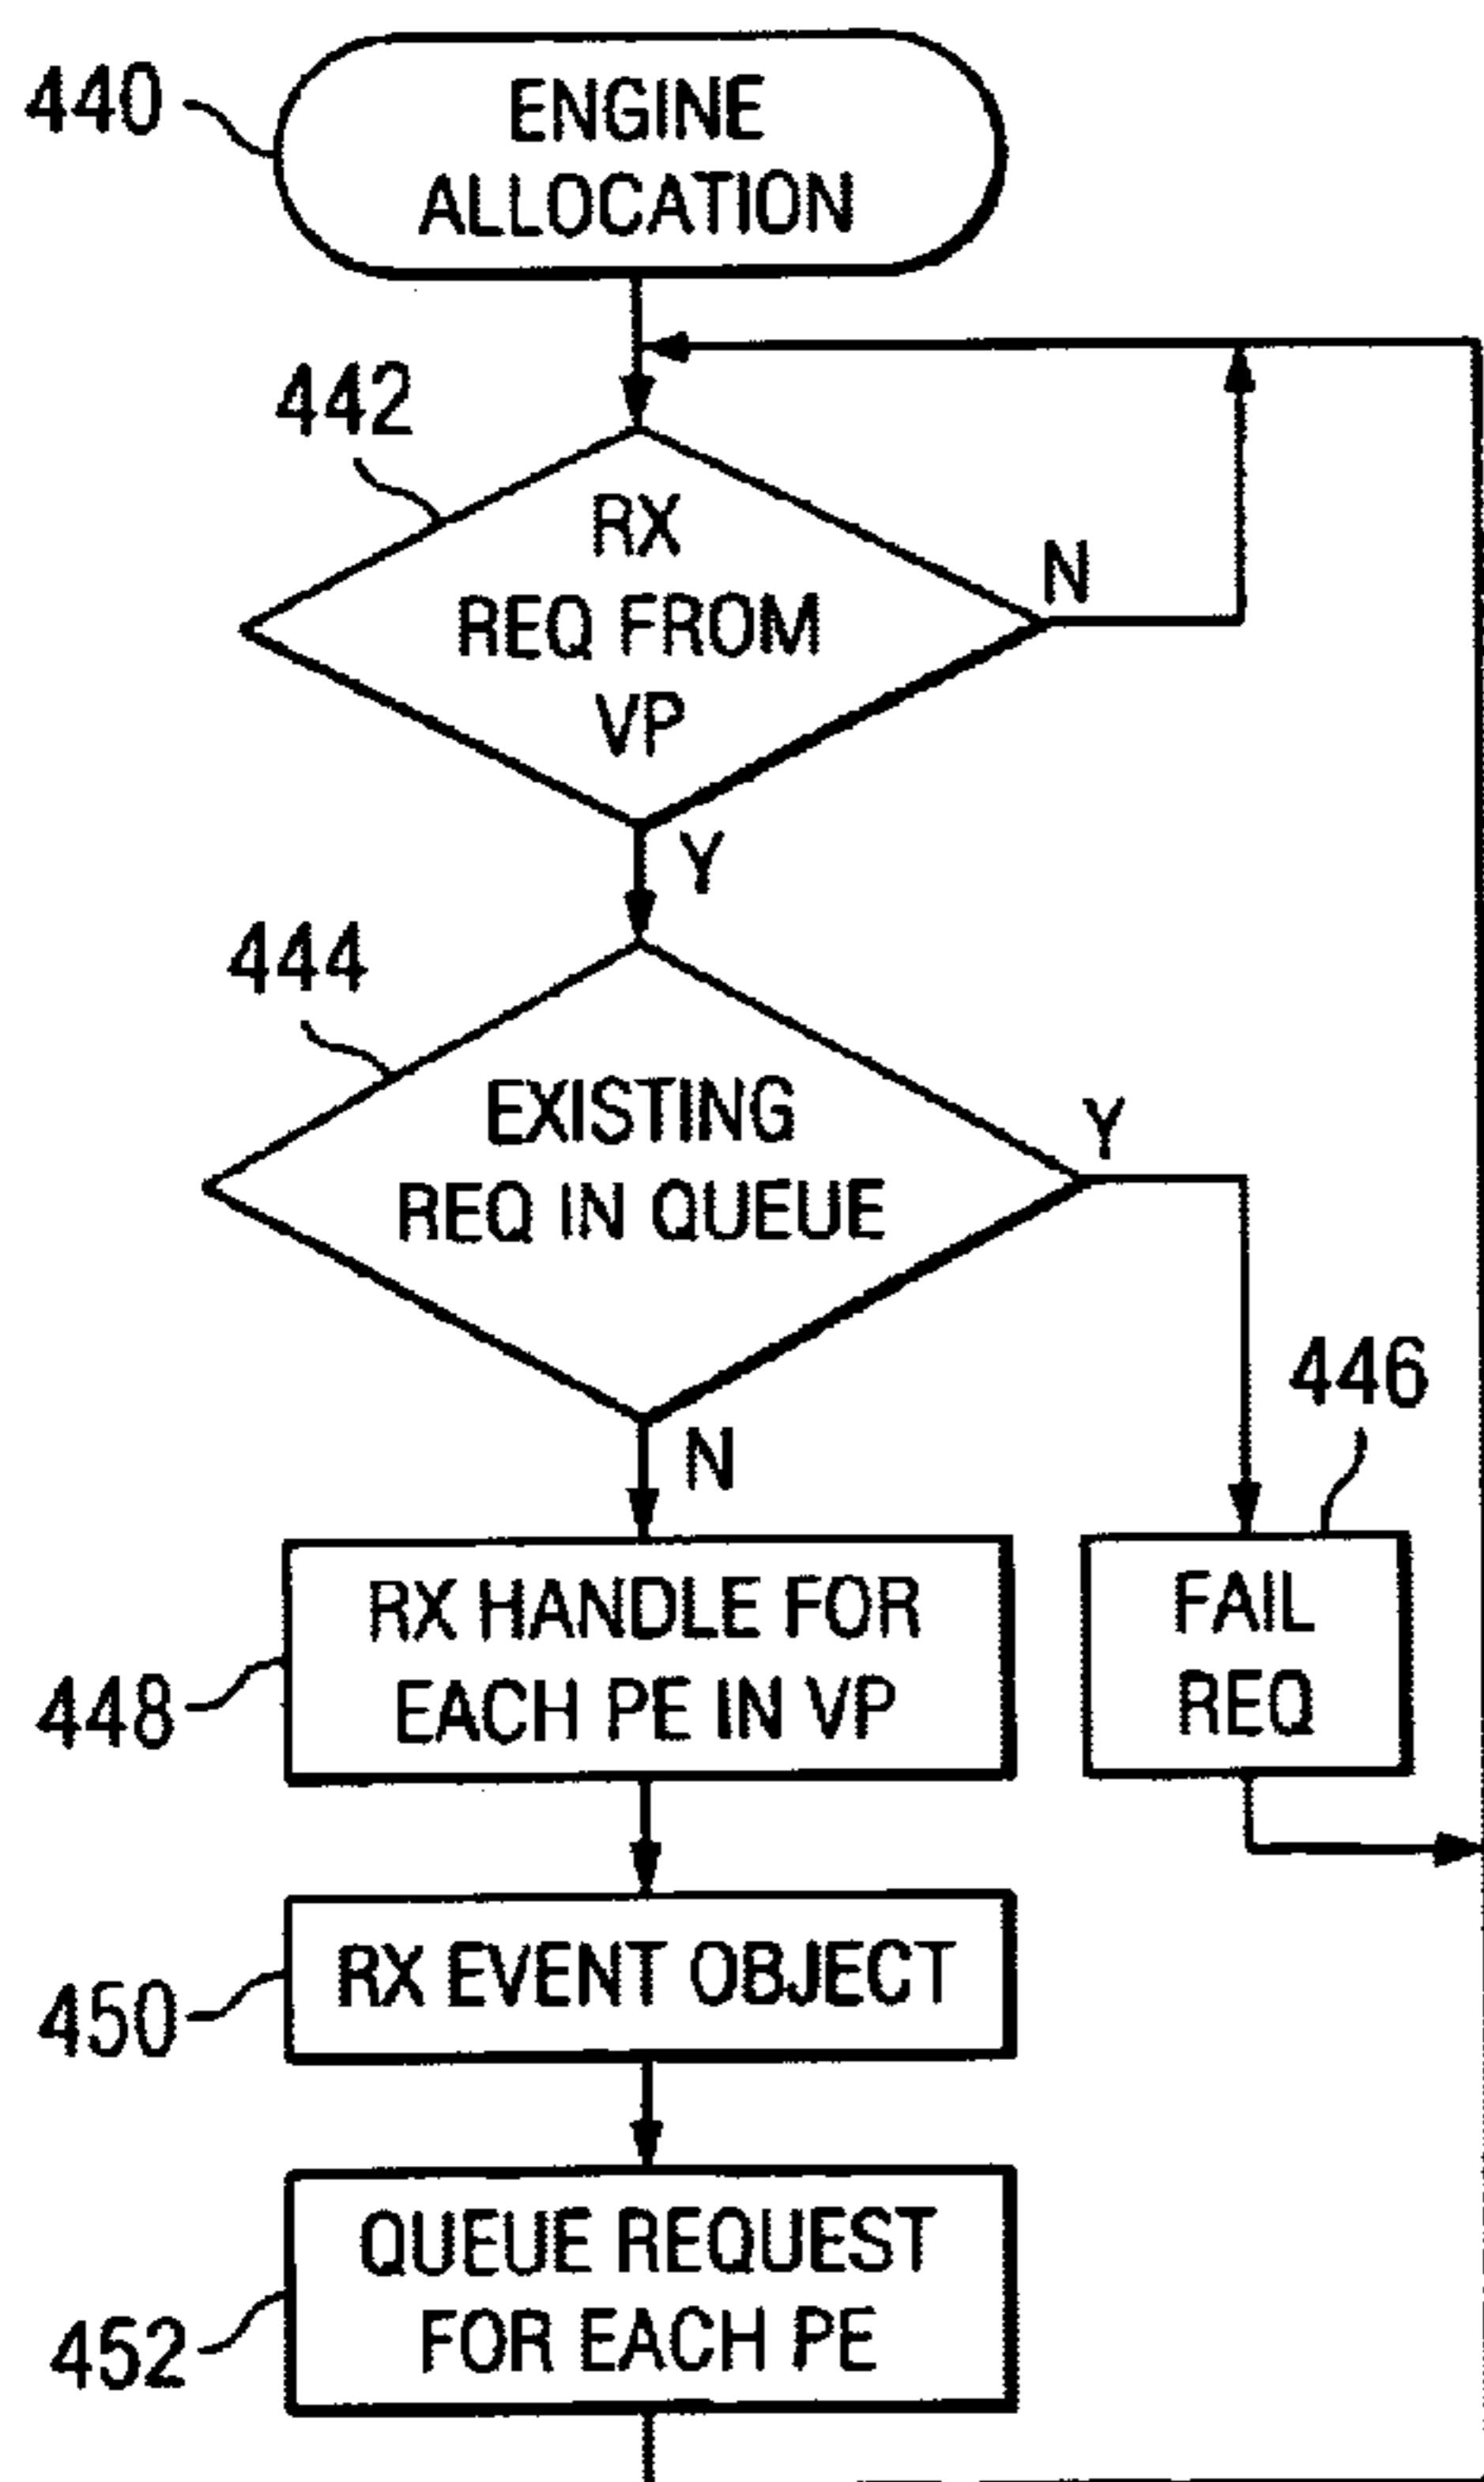 440
ENGINE
ALLOCATION
442
RX
REQ FROM
VP
N
Y
444
EXISTING
REQ IN QUEUE
Y
N
446
FAIL
REQ
448
RX HANDLE FOR
EACH PE IN VP
450
RX EVENT OBJECT
452
QUEUE REQUEST
FOR EACH PE